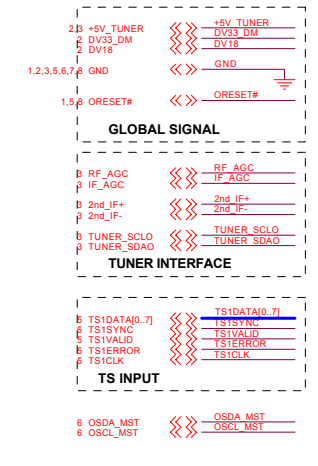 2,3 +5V_TUNER +5V_TUNER
2 DV33_DM DV33_DM
2 DV18 DV18
1,2,3,5,6,7,8 GND GND
1,5,8 ORESET# ORESET#
GLOBAL SIGNAL
3 RF_AGC RF_AGC
3 IF_AGC IF_AGC
3 2nd_IF+ 2nd_IF+
3 2nd_IF- 2nd_IF-
3 TUNER_SCLO TUNER_SCLO
3 TUNER_SDAO TUNER_SDAO
TUNER INTERFACE
5 TS1DATA[0..7] TS1DATA[0..7]
5 TS1SYNC TS1SYNC
5 TS1VALID TS1VALID
5 TS1ERROR TS1ERROR
5 TS1CLK TS1CLK
TS INPUT
6 OSDA_MST OSDA_MST
6 OSCL_MST OSCL_MST